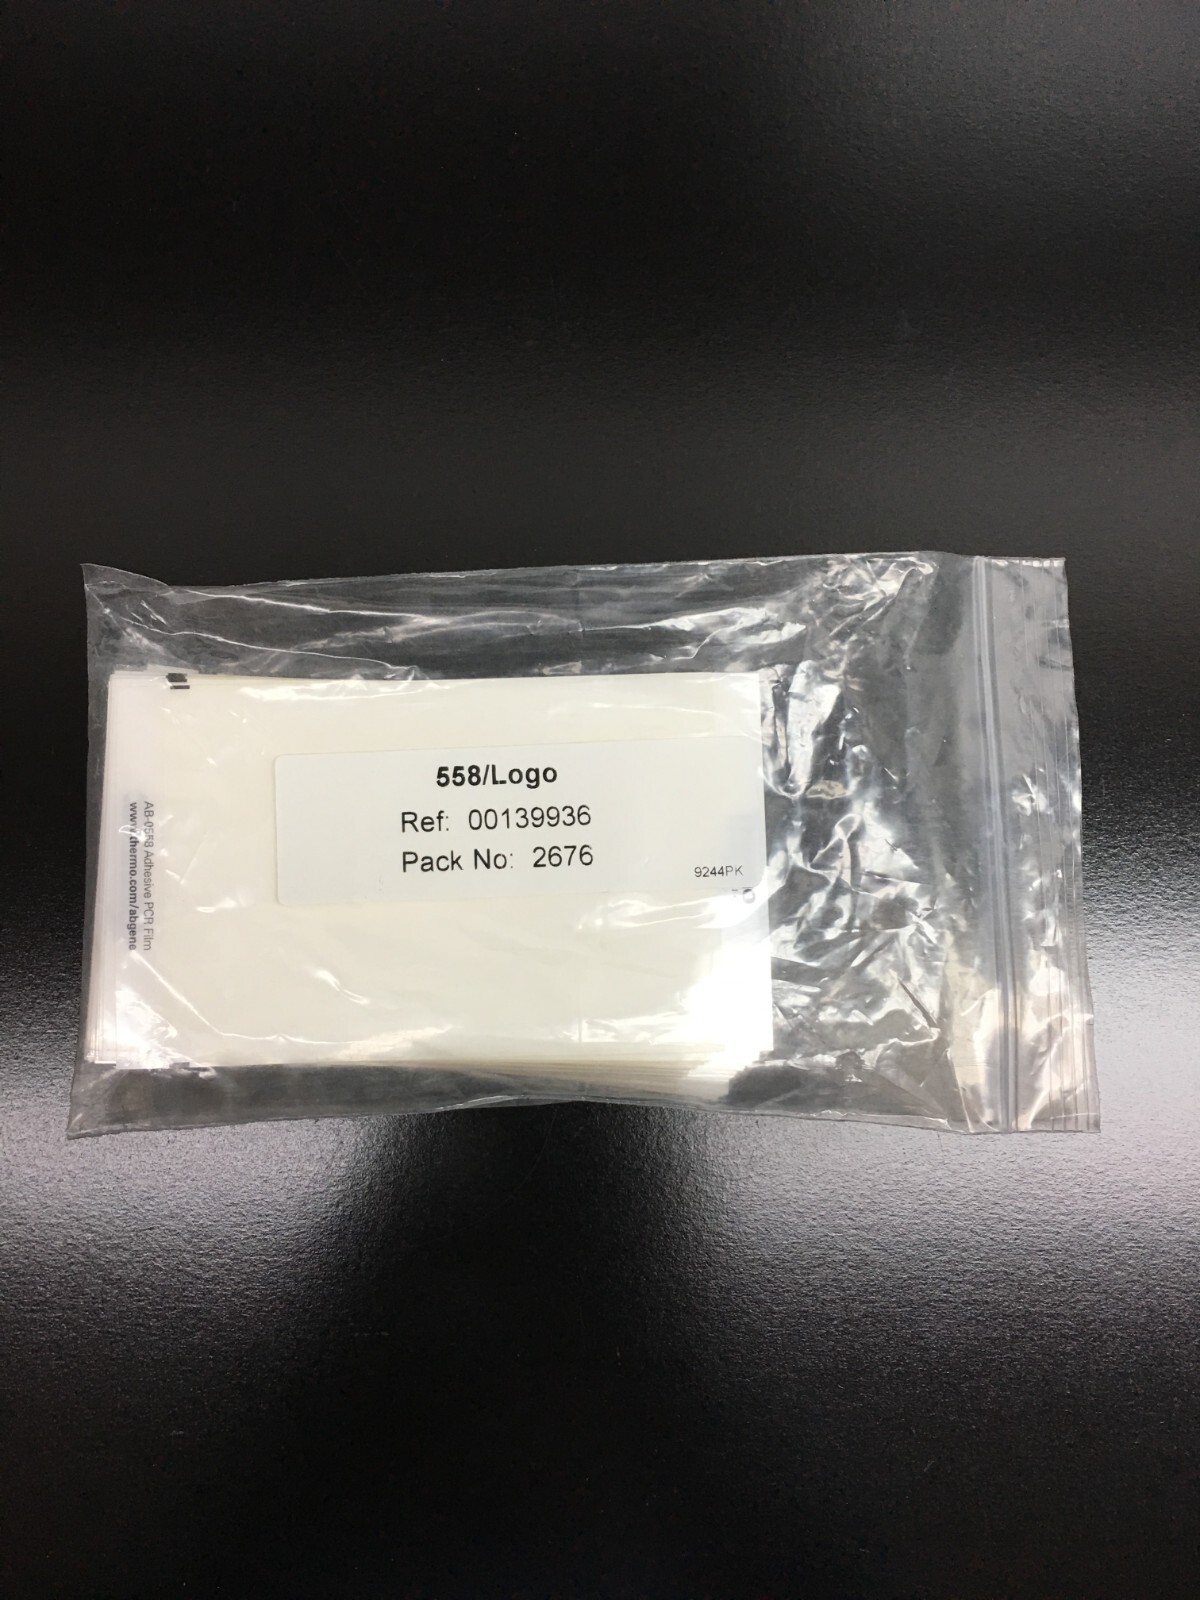 558/Logo
Ref: 00139936
Pack No: 2676
9244PK
AB-0558 Adhesive PCR Film
www.thermo.com/abgene